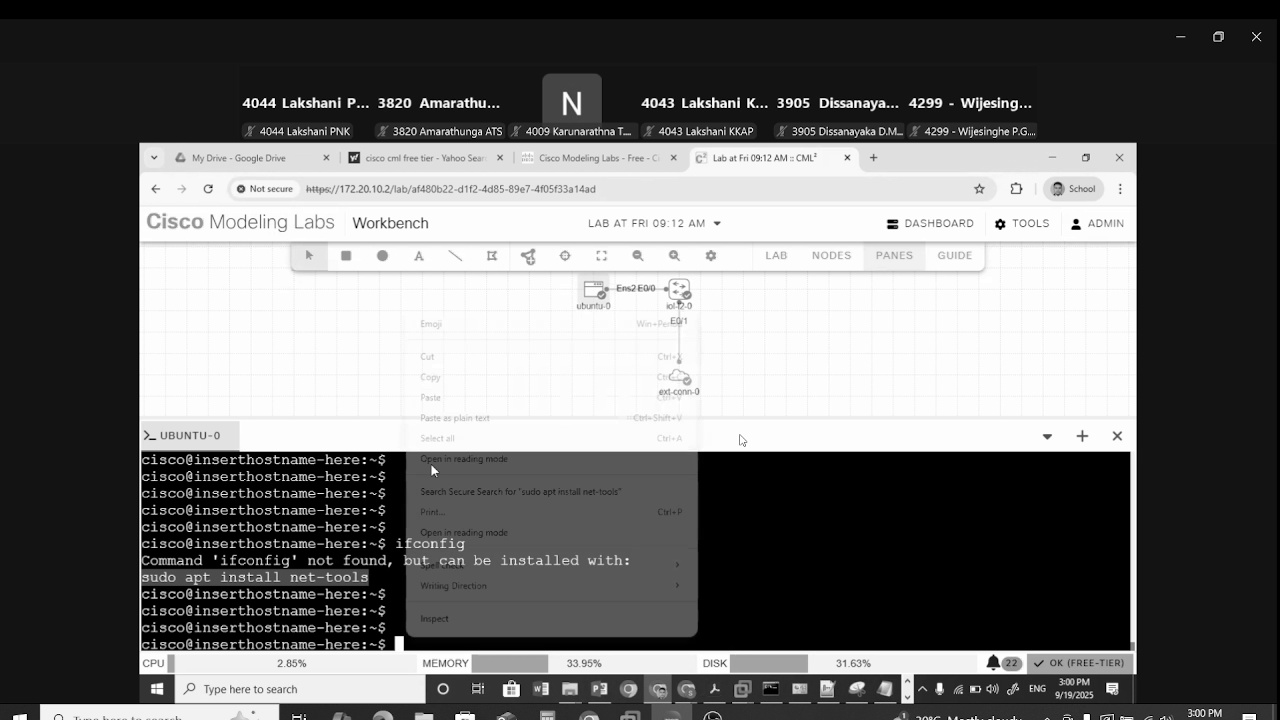 4044 Lakshani P... 3820 Amarathu... N 4043 Lakshani K... 3905 Dissanaya... 4299 - Wijesing...
4044 Lakshani PNK 3820 Amarathunga ATS 4009 Karunarathna T... 4043 Lakshani KKAP 3905 Dissanayaka D.M... 4299 - Wijesinghe P.G....
My Drive - Google Drive cisco cml free tier - Yahoo Sear Cisco Modeling Labs - Free - Ci Lab at Fri 09:12 AM :: CML²
Not secure https://172.20.10.2/lab/af480b22-d1f2-4d85-89e7-4f05f33a14ad School
Cisco Modeling Labs Workbench LAB AT FRI 09:12 AM DASHBOARD TOOLS ADMIN
A LAB NODES PANES GUIDE
Ens2 E0/0
ubuntu-0 iol-l2-0
E0/1
Emoji
Cut
Copy
ext-conn-0
Paste
Paste as plain text Ctrl+Shift+V
Select all Ctrl+A
UBUNTU-0
Open in reading mode
Search Secure Search for "sudo apt install net-tools"
Print... Ctrl+P
Open in reading mode
Spell check
Writing Direction
Inspect
cisco@inserthostname-here:~$
cisco@inserthostname-here:~$
cisco@inserthostname-here:~$
cisco@inserthostname-here:~$
cisco@inserthostname-here:~$
cisco@inserthostname-here:~$ ifconfig
Command 'ifconfig' not found, but can be installed with:
sudo apt install net-tools
cisco@inserthostname-here:~$
cisco@inserthostname-here:~$
cisco@inserthostname-here:~$
cisco@inserthostname-here:~$
CPU 2.85% MEMORY 33.95% DISK 31.63% 22 OK (FREE-TIER)
Type here to search ENG 3:00 PM
9/19/2025
Type here to search Mostly cloudy 3:00 PM